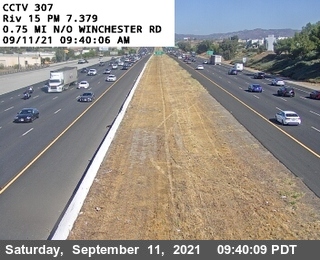 CCTV 307
Riv 15 PM 7.379
0.75 MI N/O WINCHESTER RD
09/11/21 09:40:06 AM
Saturday, September 11, 2021 09:40:09 PDT